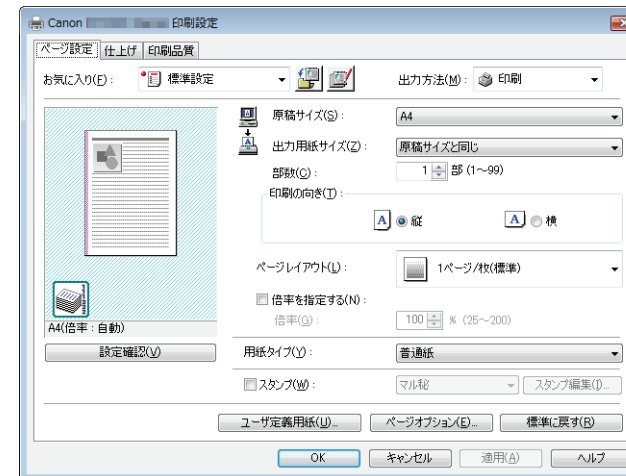 Canon 印刷設定
ページ設定 仕上げ 印刷品質
お気に入り(F): 標準設定 出力方法(M): 印刷
原稿サイズ(S): A4
出力用紙サイズ(Z): 原稿サイズと同じ
部数(C): 1 部 (1～99)
印刷の向き(T):
A 縦 A 横
ページレイアウト(L): 1ページ/枚(標準)
倍率を指定する(N):
倍率(G): 100 % (25～200)
A4(倍率:自動)
設定確認(V) 用紙タイプ(Y): 普通紙
スタンプ(W): マル秘 スタンプ編集(I)...
ユーザ定義用紙(U)... ページオプション(E)... 標準に戻す(R)
OK キャンセル 適用(A) ヘルプ